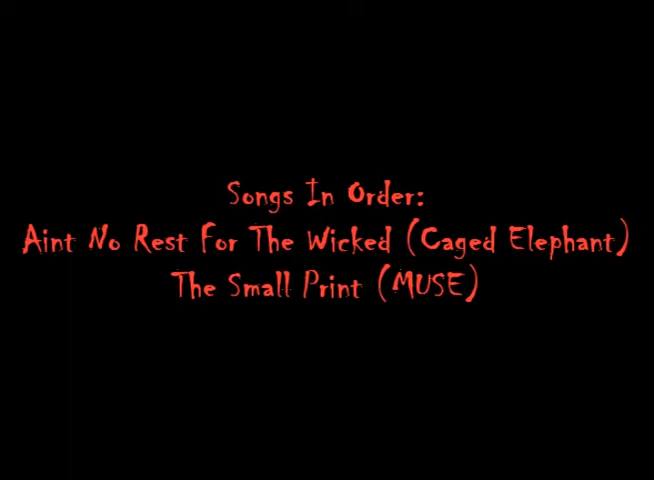 Songs In Order:
Aint No Rest For The Wicked (Caged Elephant)
The Small Print (MUSE)